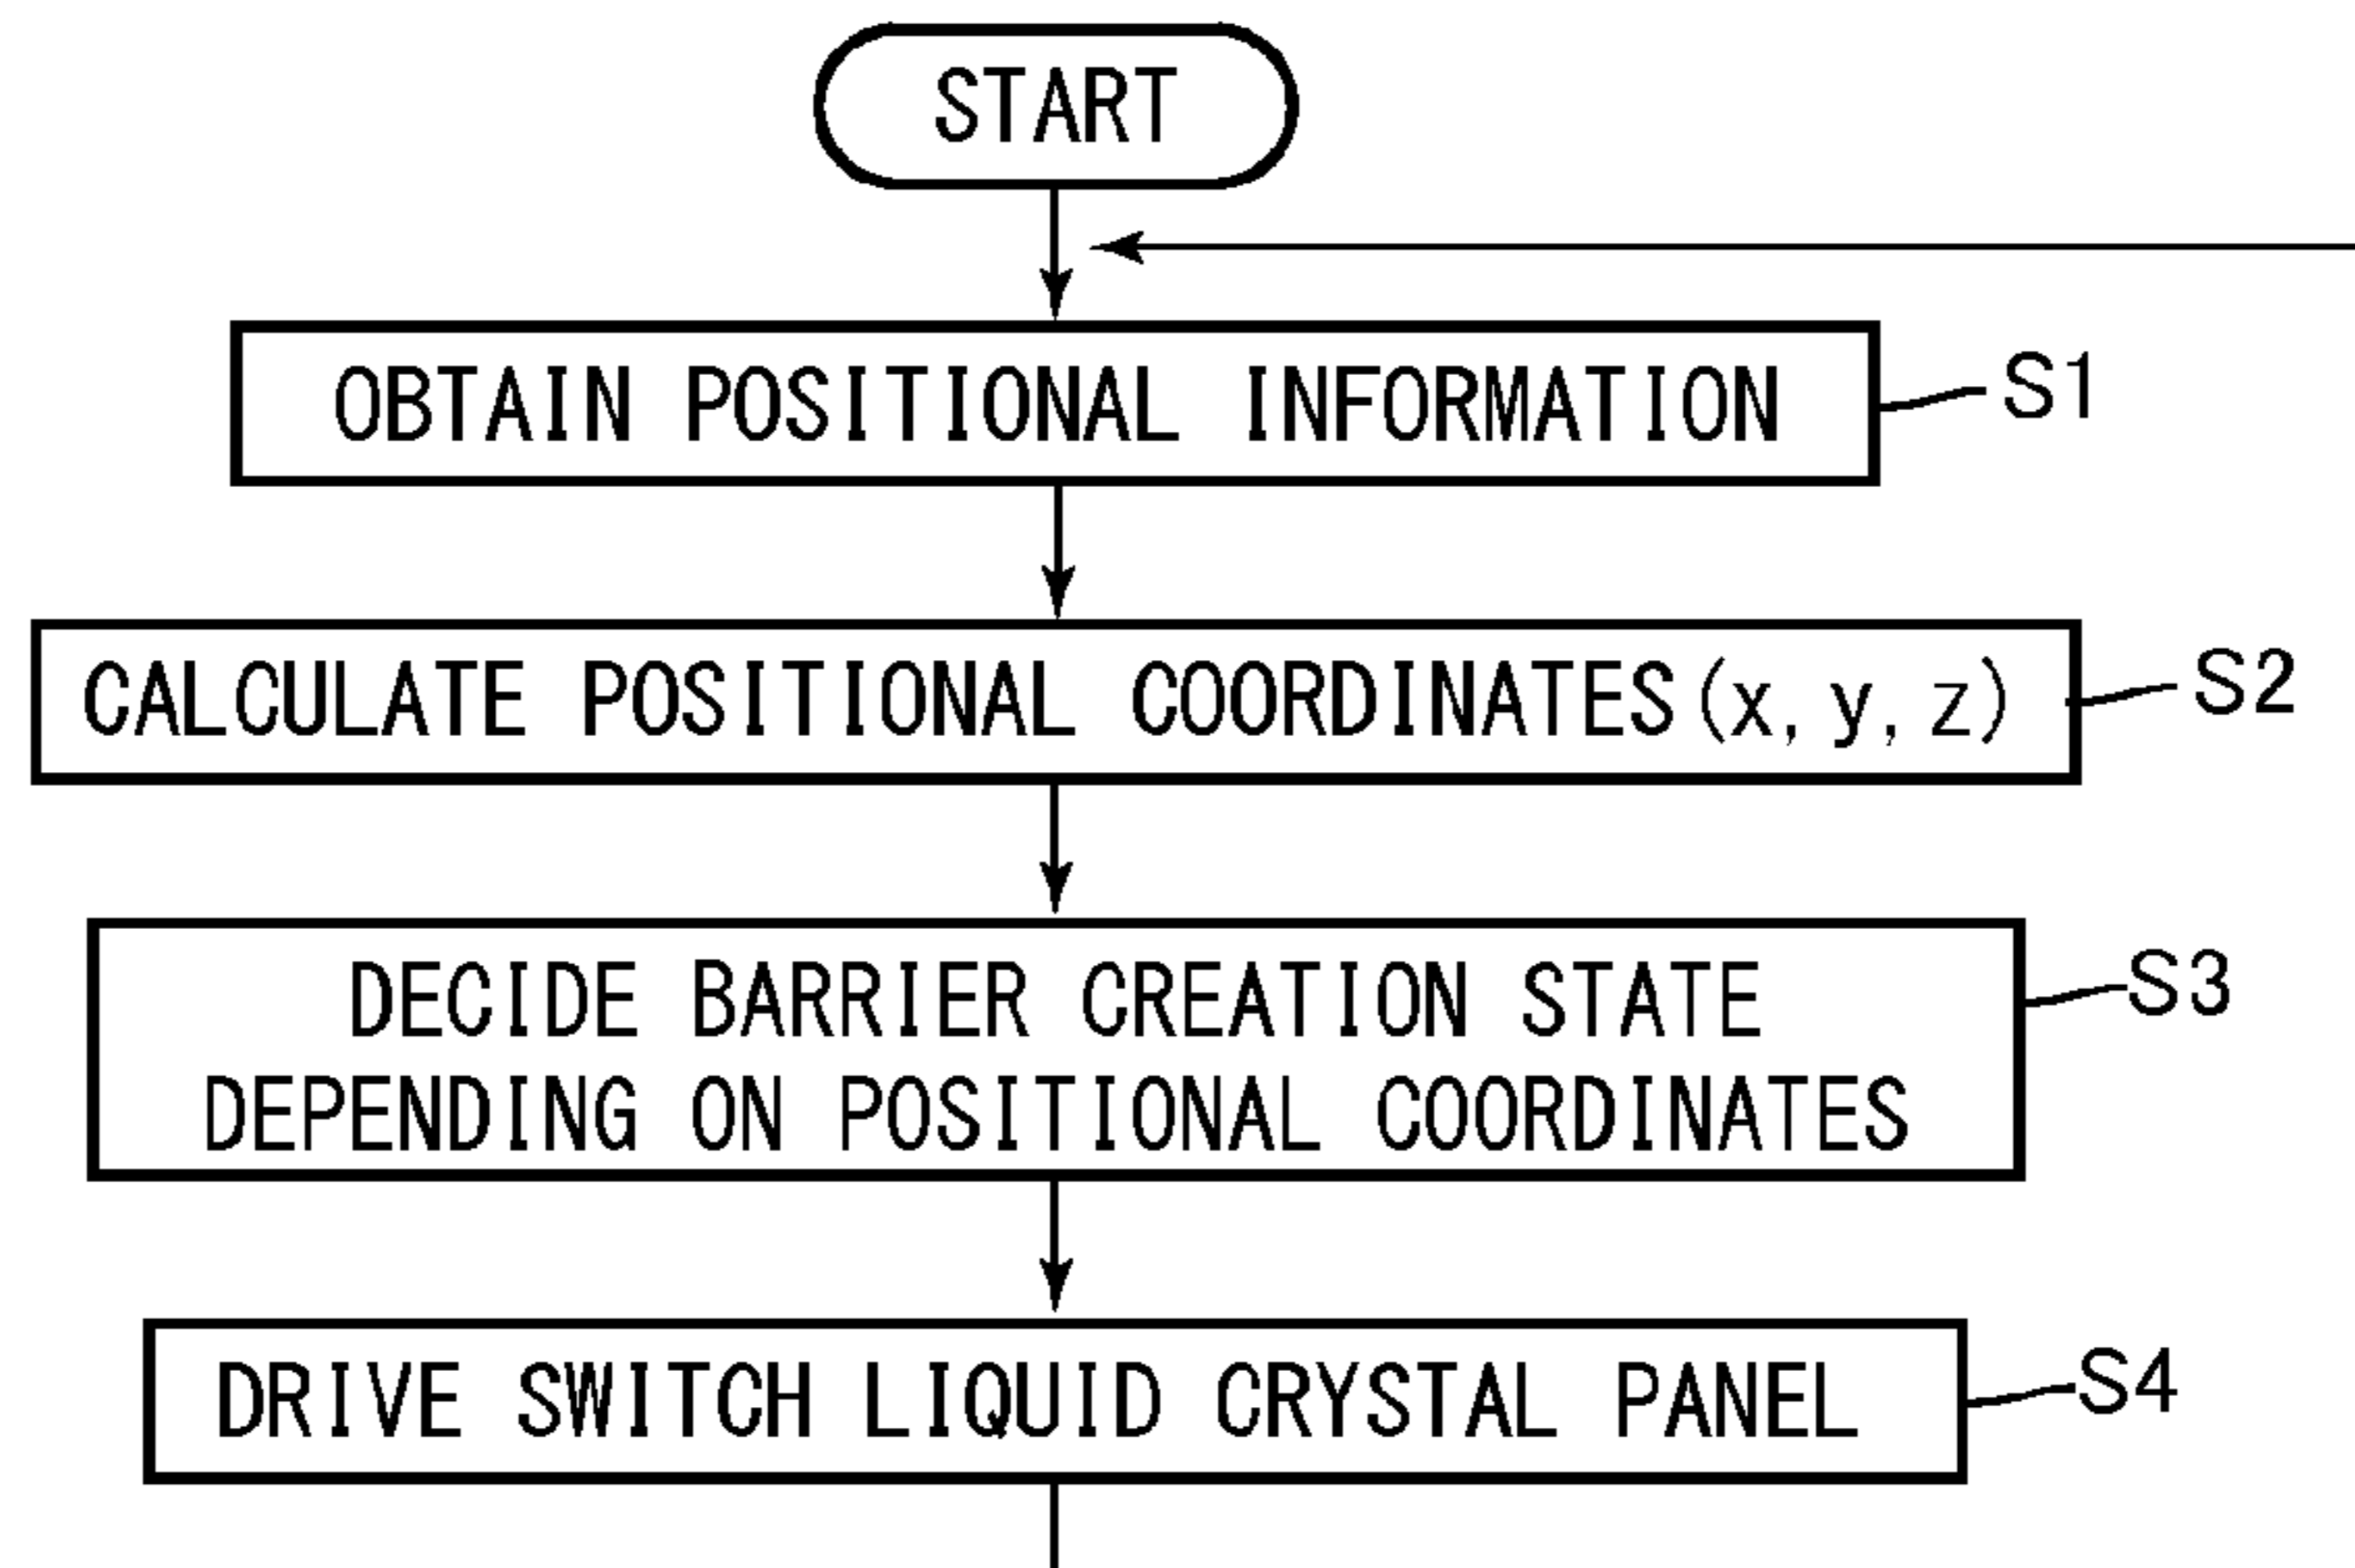 START
OBTAIN POSITIONAL INFORMATION
S1
CALCULATE POSITIONAL COORDINATES(x, y, z)
S2
DECIDE BARRIER CREATION STATE
DEPENDING ON POSITIONAL COORDINATES
S3
DRIVE SWITCH LIQUID CRYSTAL PANEL
S4